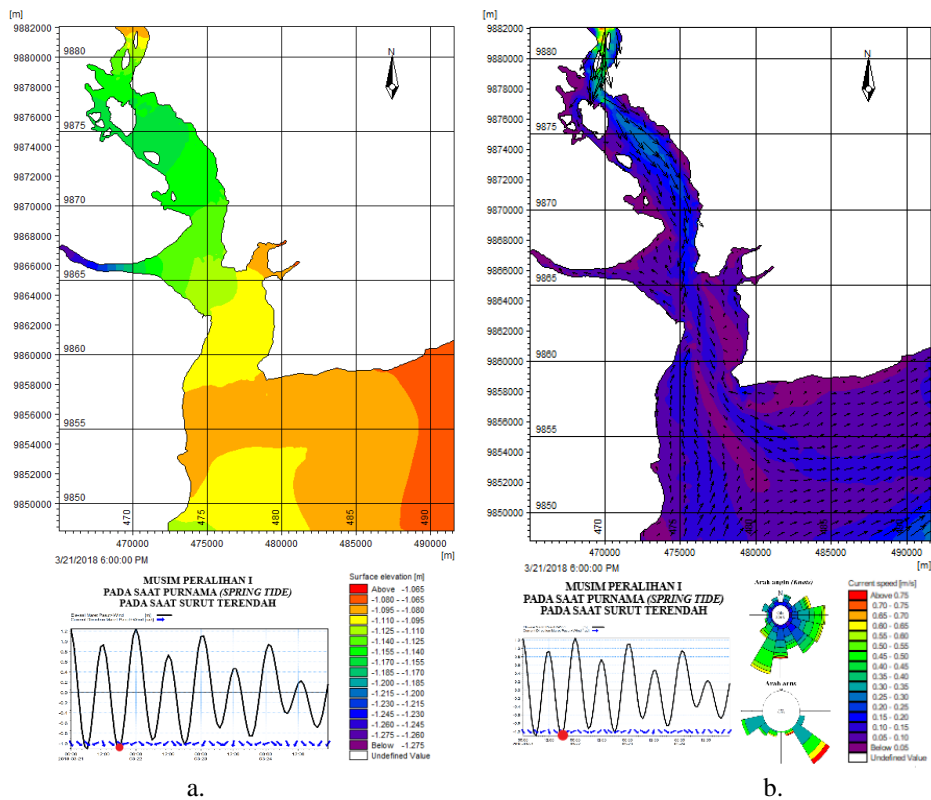 [m]
9882000
9880000
9878000
9876000
9874000
9872000
9870000
9868000
9866000
9864000
9862000
9860000
9858000
9856000
9854000
9852000
9850000
9880
9875
9870
9865
9860
9855
9850
N
470
475
480
485
490
470000
475000
480000
485000
490000
[m]
3/21/2018 6:00:00 PM
MUSIM PERALIHAN I
PADA SAAT PURNAMA (SPRING TIDE)
PADA SAAT SURUT TERENDAH
Surface elevation [m]
Above -1.065
-1.080 - -1.065
-1.095 - -1.080
-1.110 - -1.095
-1.125 - -1.110
-1.140 - -1.125
-1.155 - -1.140
-1.170 - -1.155
-1.185 - -1.170
-1.200 - -1.185
-1.215 - -1.200
-1.230 - -1.215
-1.245 - -1.230
-1.260 - -1.245
-1.275 - -1.260
Below -1.275
Undefined Value
a.
[m]
9882000
9880000
9878000
9876000
9874000
9872000
9870000
9868000
9866000
9864000
9862000
9860000
9858000
9856000
9854000
9852000
9850000
9880
9875
9870
9865
9860
9855
9850
N
470
475
480
485
490
470000
475000
480000
485000
490000
[m]
3/21/2018 6:00:00 PM
MUSIM PERALIHAN I
PADA SAAT PURNAMA (SPRING TIDE)
PADA SAAT SURUT TERENDAH
Arah angin (Knots)
N
Arah arus
Current speed [m/s]
Above 0.75
0.70 - 0.75
0.65 - 0.70
0.60 - 0.65
0.55 - 0.60
0.50 - 0.55
0.45 - 0.50
0.40 - 0.45
0.35 - 0.40
0.30 - 0.35
0.25 - 0.30
0.20 - 0.25
0.15 - 0.20
0.10 - 0.15
0.05 - 0.10
Below 0.05
Undefined Value
b.